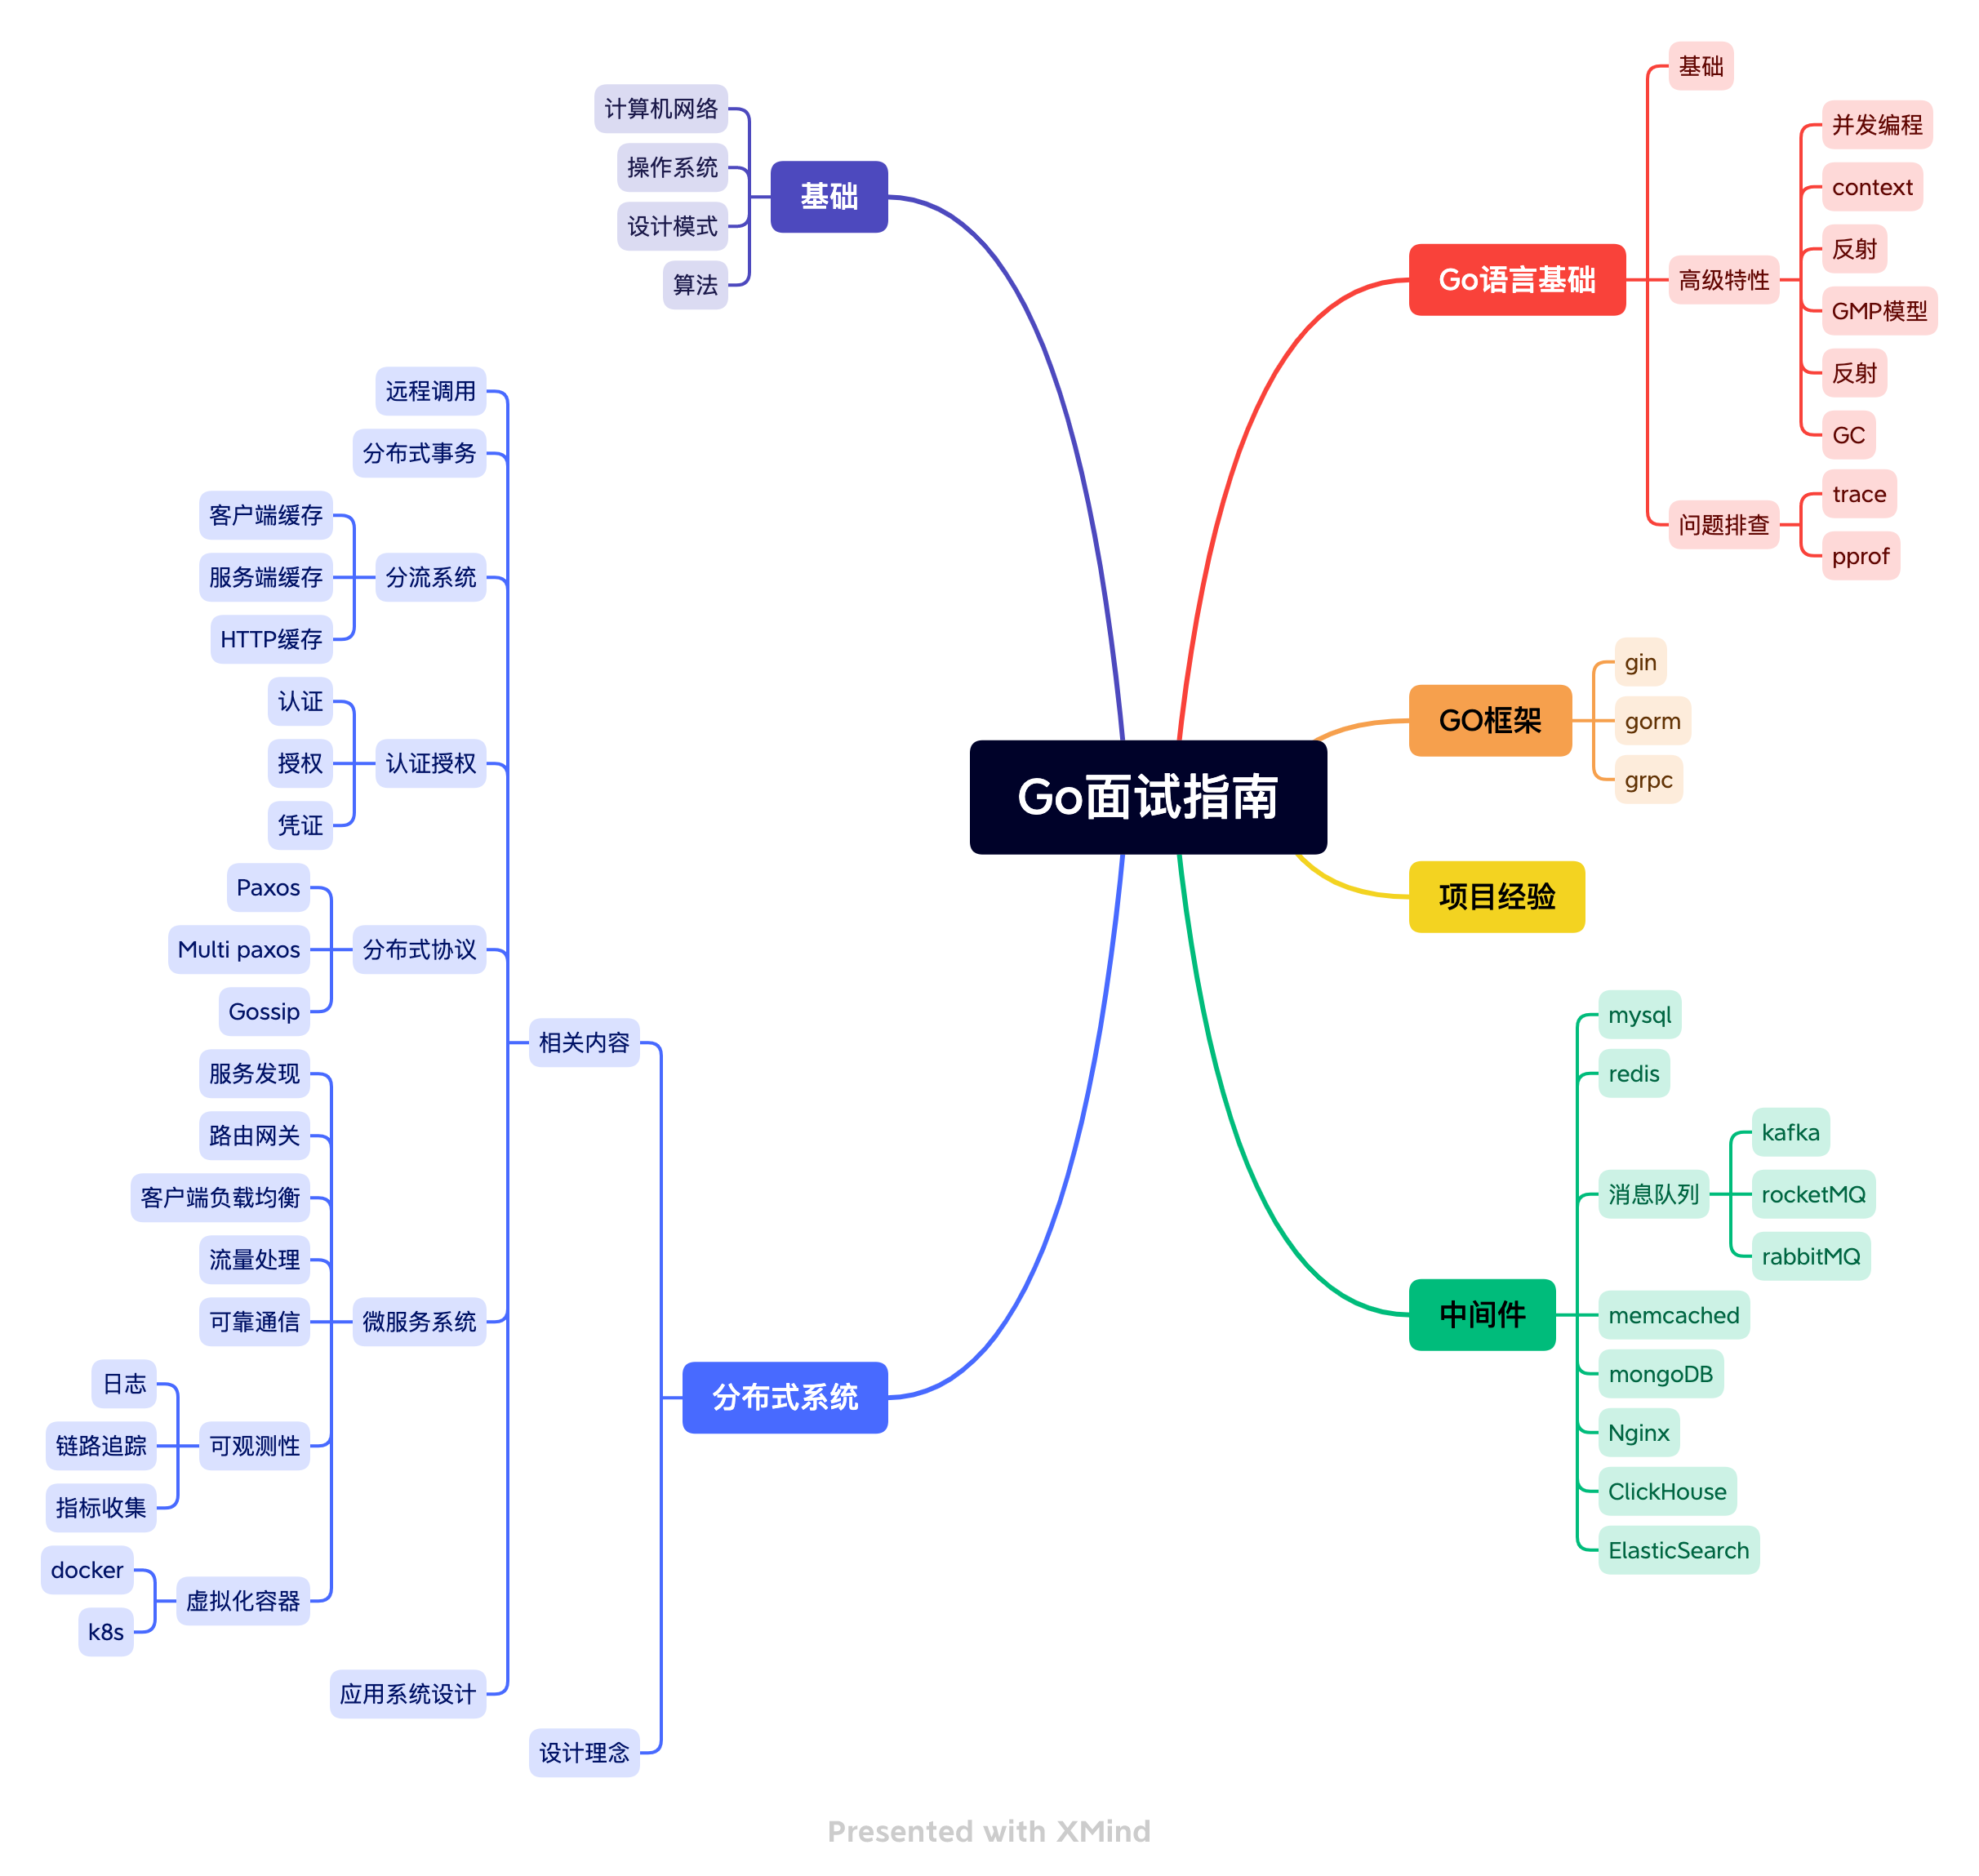 Go面试指南
Go语言基础
基础
高级特性
并发编程
context
反射
GMP模型
反射
GC
问题排查
trace
pprof
GO框架
gin
gorm
grpc
项目经验
中间件
mysql
redis
消息队列
kafka
rocketMQ
rabbitMQ
memcached
mongoDB
Nginx
ClickHouse
ElasticSearch
分布式系统
相关内容
远程调用
分布式事务
分流系统
客户端缓存
服务端缓存
HTTP缓存
认证授权
认证
授权
凭证
分布式协议
Paxos
Multi paxos
Gossip
微服务系统
服务发现
路由网关
客户端负载均衡
流量处理
可靠通信
可观测性
日志
链路追踪
指标收集
虚拟化容器
docker
k8s
应用系统设计
设计理念
基础
计算机网络
操作系统
设计模式
算法
Presented with XMind